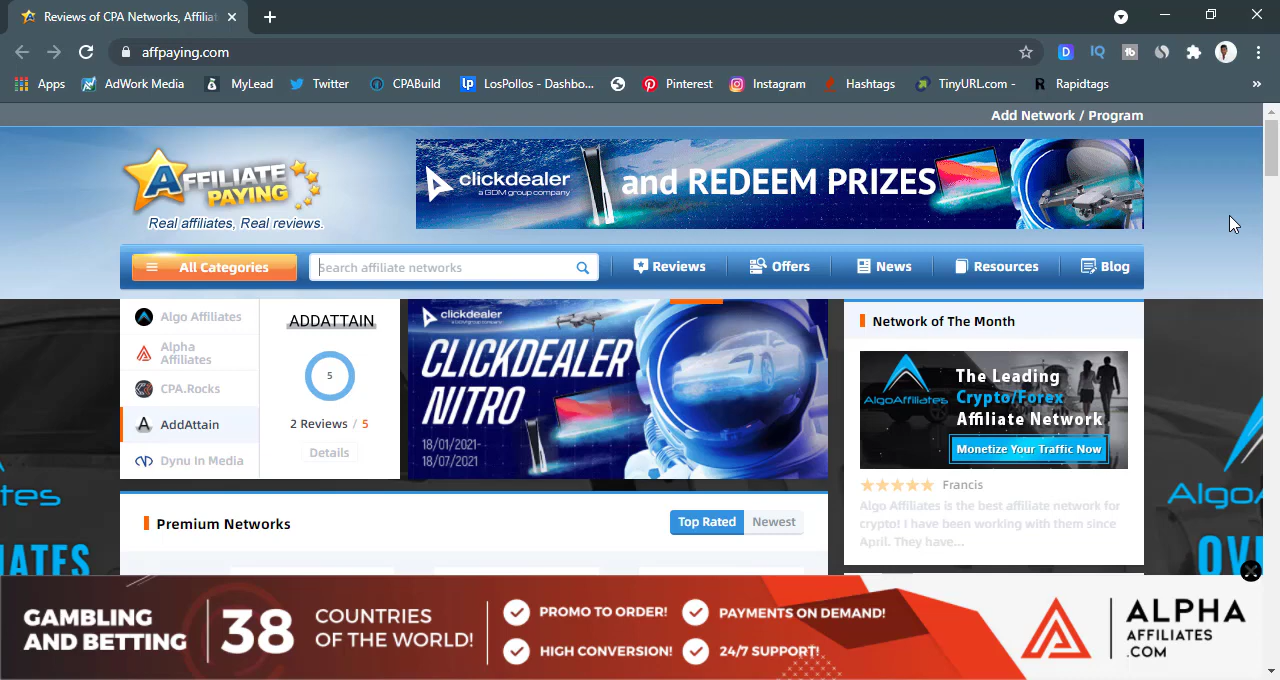 Reviews of CPA Networks, Affiliat
affpaying.com
Apps
AdWork Media
MyLead
Twitter
CPABuild
LosPollos - Dashbo...
Pinterest
Instagram
Hashtags
TinyURL.com -
Rapidtags
Add Network / Program
AFFILIATE
PAYING
Real affiliates, Real reviews.
clickdealer
a GDM group company
and REDEEM PRIZES
All Categories
Search affiliate networks
Reviews
Offers
News
Resources
Blog
Algo Affiliates
Alpha
Affiliates
CPA.Rocks
AddAttain
Dynu In Media
ADDATTAIN
5
2 Reviews / 5
Details
clickdealer
CLICKDEALER
NITRO
18/01/2021-
18/07/2021
Network of The Month
AlgoAffiliates
The Leading
Crypto/Forex
Affiliate Network
Monetize Your Traffic Now
Francis
Algo Affiliates is the best affiliate network for
crypto! I have been working with them since
April. They have...
Premium Networks
Top Rated
Newest
GAMBLING
AND BETTING
38
COUNTRIES
OF THE WORLD!
PROMO TO ORDER!
PAYMENTS ON DEMAND!
HIGH CONVERSION!
24/7 SUPPORT!
ALPHA
AFFILIATES
.COM